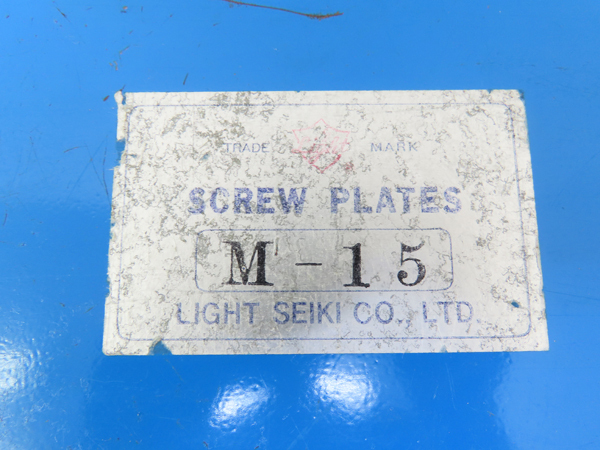 TRADE MARK
SCREW PLATES
M-15
LIGHT SEIKI CO., LTD